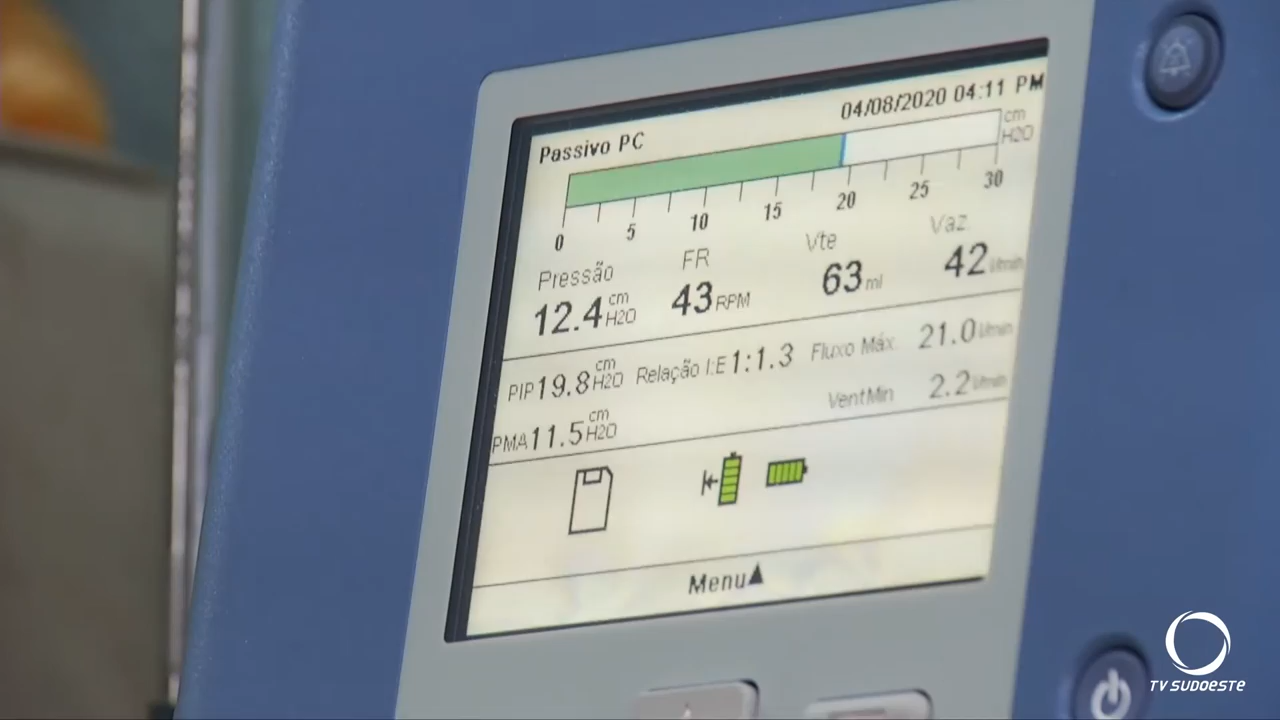 04/08/2020 04:11 PM
Passivo PC
cm H2O
0 5 10 15 20 25 30
Pressão FR Vte Vaz.
12.4 cm H2O 43 RPM 63 ml 42 l/min
PIP 19.8 cm H2O Relação I:E 1:1.3 Fluxo Máx. 21.0 l/min
PMA 11.5 cm H2O VentMin 2.2 l/min
Menu
TV SUDOESTE